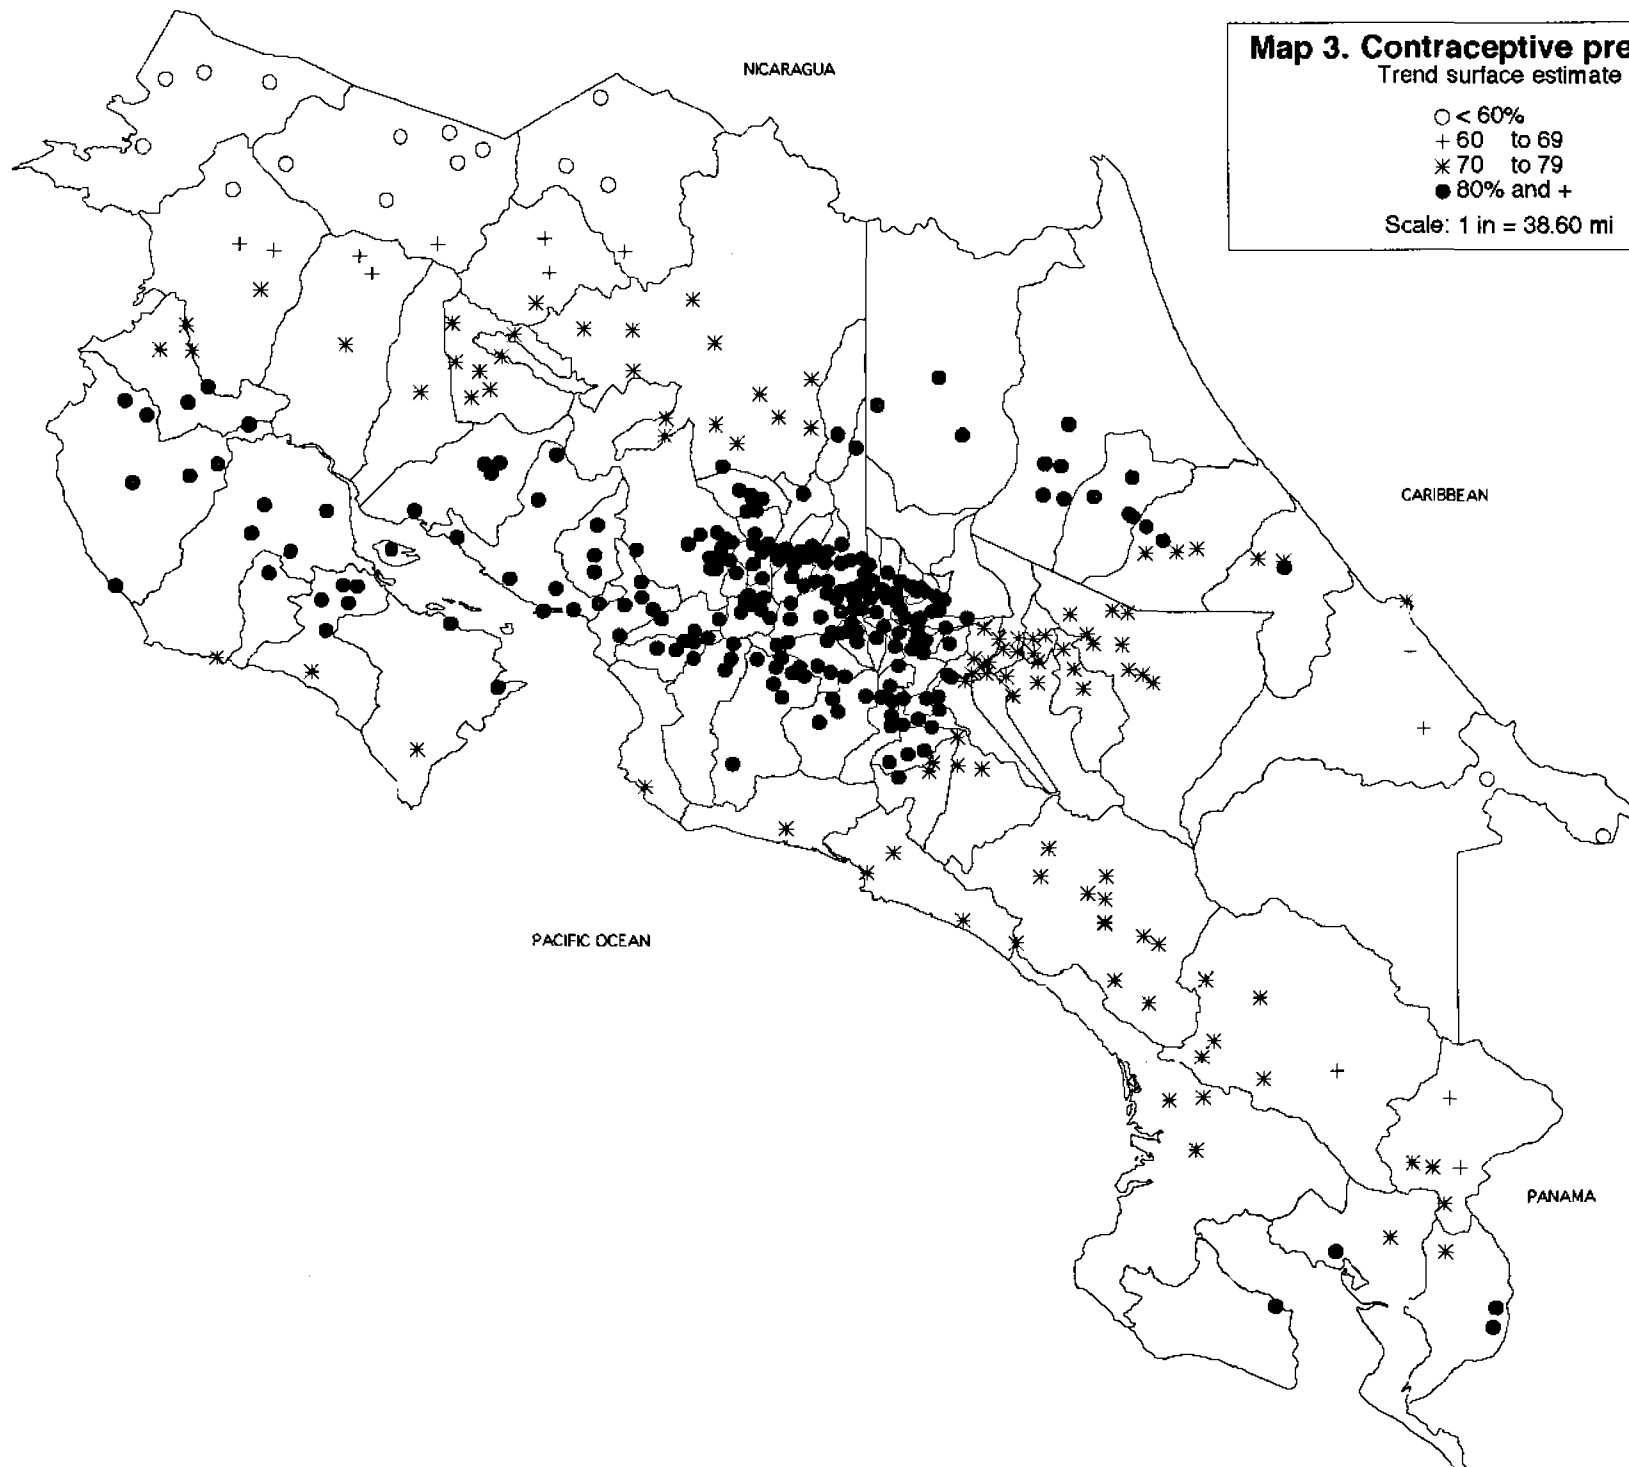 NICARAGUA
Map 3. Contraceptive pre
Trend surface estimate
< 60%
60 to 69
70 to 79
80% and +
Scale: 1 in = 38.60 mi
CARIBBEAN
PACIFIC OCEAN
PANAMA